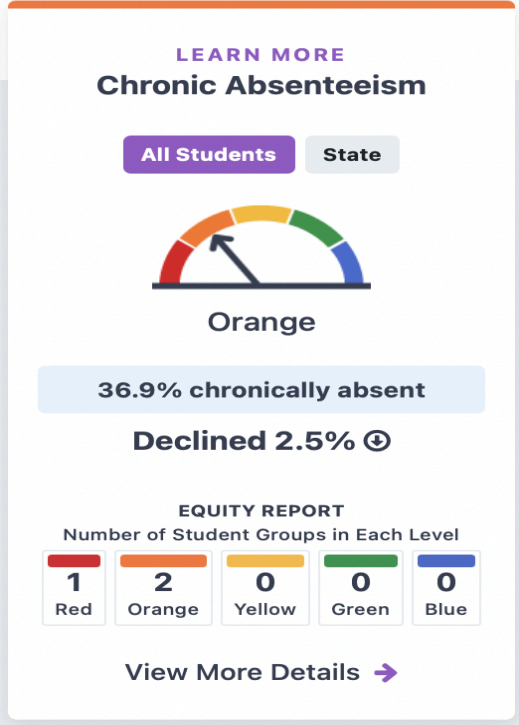 LEARN MORE
Chronic Absenteeism
All Students State
Orange
36.9% chronically absent
Declined 2.5%
EQUITY REPORT
Number of Student Groups in Each Level
1 2 0 0 0
Red Orange Yellow Green Blue
View More Details